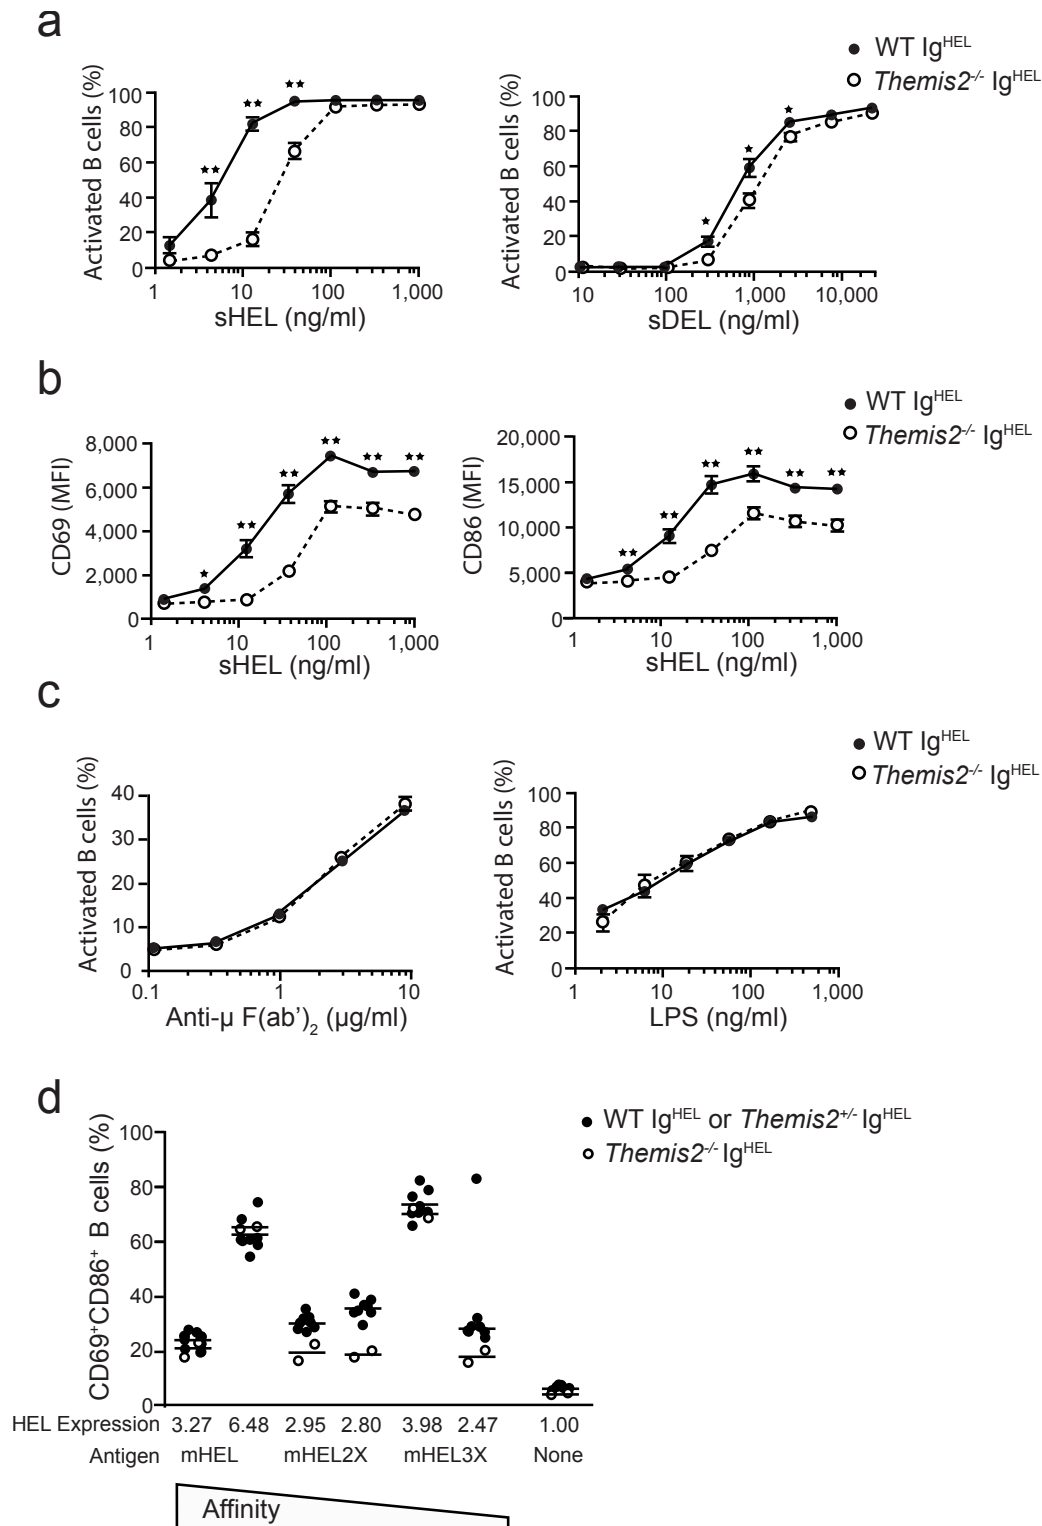 a
WT Ig^HEL
Themis2^-/- Ig^HEL
Activated B cells (%)
100
80
60
40
20
0
★★
★★
★★
1
10
100
1,000
sHEL (ng/ml)
Activated B cells (%)
100
80
60
40
20
0
★
★
★
10
100
1,000
10,000
sDEL (ng/ml)
b
WT Ig^HEL
Themis2^-/- Ig^HEL
CD69 (MFI)
8,000
6,000
4,000
2,000
0
★
★★
★★
★★
★★
★★
1
10
100
1,000
sHEL (ng/ml)
CD86 (MFI)
20,000
15,000
10,000
5,000
0
★★
★★
★★
★★
★★
★★
1
10
100
1,000
sHEL (ng/ml)
c
WT Ig^HEL
Themis2^-/- Ig^HEL
Activated B cells (%)
40
30
20
10
0
0.1
1
10
Anti-μ F(ab')₂ (μg/ml)
Activated B cells (%)
100
80
60
40
20
0
1
10
100
1,000
LPS (ng/ml)
d
WT Ig^HEL or Themis2^+/- Ig^HEL
Themis2^-/- Ig^HEL
CD69⁺CD86⁺ B cells (%)
100
80
60
40
20
0
HEL Expression 3.27 6.48 2.95 2.80 3.98 2.47 1.00
Antigen mHEL mHEL2X mHEL3X None
Affinity